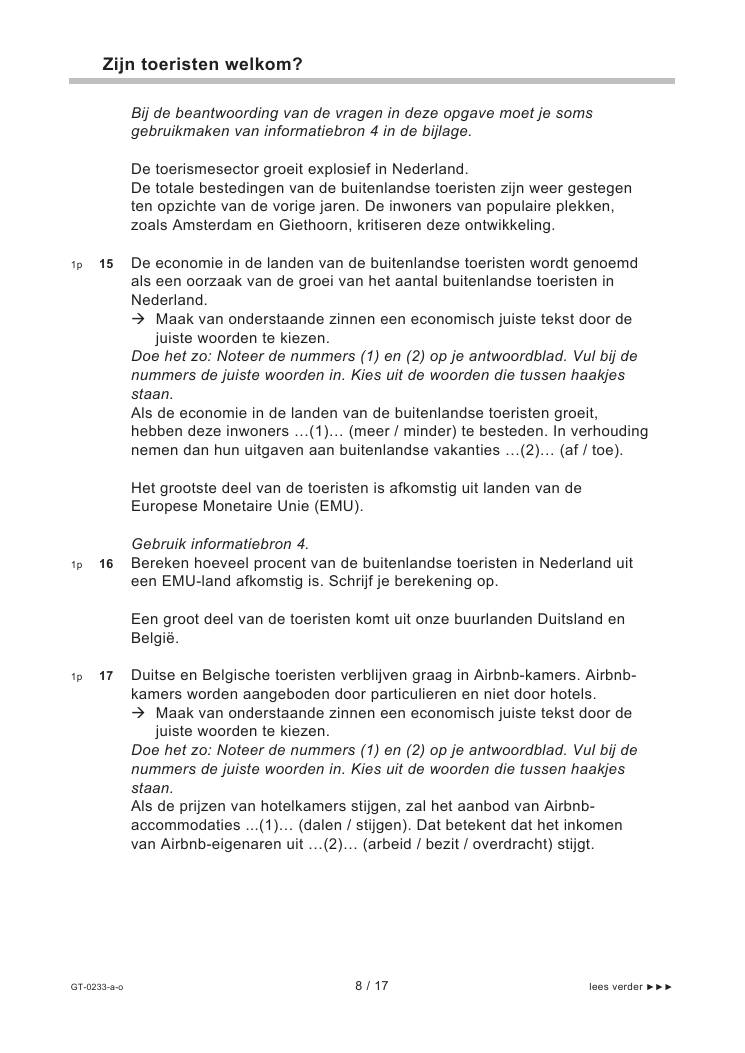 Zijn toeristen welkom?
Bij de beantwoording van de vragen in deze opgave moet je soms
gebruikmaken van informatiebron 4 in de bijlage.
De toerismesector groeit explosief in Nederland.
De totale bestedingen van de buitenlandse toeristen zijn weer gestegen
ten opzichte van de vorige jaren. De inwoners van populaire plekken,
zoals Amsterdam en Giethoorn, kritiseren deze ontwikkeling.
1p 15 De economie in de landen van de buitenlandse toeristen wordt genoemd
als een oorzaak van de groei van het aantal buitenlandse toeristen in
Nederland.
→ Maak van onderstaande zinnen een economisch juiste tekst door de
juiste woorden te kiezen.
Doe het zo: Noteer de nummers (1) en (2) op je antwoordblad. Vul bij de
nummers de juiste woorden in. Kies uit de woorden die tussen haakjes
staan.
Als de economie in de landen van de buitenlandse toeristen groeit,
hebben deze inwoners …(1)… (meer / minder) te besteden. In verhouding
nemen dan hun uitgaven aan buitenlandse vakanties …(2)… (af / toe).
Het grootste deel van de toeristen is afkomstig uit landen van de
Europese Monetaire Unie (EMU).
Gebruik informatiebron 4.
1p 16 Bereken hoeveel procent van de buitenlandse toeristen in Nederland uit
een EMU-land afkomstig is. Schrijf je berekening op.
Een groot deel van de toeristen komt uit onze buurlanden Duitsland en
België.
1p 17 Duitse en Belgische toeristen verblijven graag in Airbnb-kamers. Airbnb-
kamers worden aangeboden door particulieren en niet door hotels.
→ Maak van onderstaande zinnen een economisch juiste tekst door de
juiste woorden te kiezen.
Doe het zo: Noteer de nummers (1) en (2) op je antwoordblad. Vul bij de
nummers de juiste woorden in. Kies uit de woorden die tussen haakjes
staan.
Als de prijzen van hotelkamers stijgen, zal het aanbod van Airbnb-
accommodaties ...(1)… (dalen / stijgen). Dat betekent dat het inkomen
van Airbnb-eigenaren uit …(2)… (arbeid / bezit / overdracht) stijgt.
GT-0233-a-o 8 / 17 lees verder ►►►